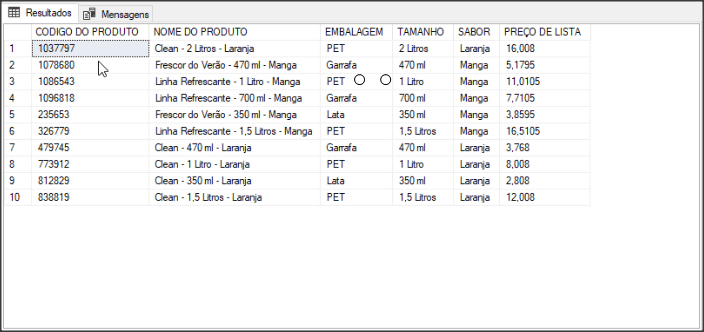 Resultados Mensagens
CODIGO DO PRODUTO NOME DO PRODUTO EMBALAGEM TAMANHO SABOR PREÇO DE LISTA
1 1037797 Clean - 2 Litros - Laranja PET 2 Litros Laranja 16,008
2 1078680 Frescor do Verão - 470 ml - Manga Garrafa 470 ml Manga 5,1795
3 1086543 Linha Refrescante - 1 Litro - Manga PET 1 Litro Manga 11,0105
4 1096818 Linha Refrescante - 700 ml - Manga Garrafa 700 ml Manga 7,7105
5 235653 Frescor do Verão - 350 ml - Manga Lata 350 ml Manga 3,8595
6 326779 Linha Refrescante - 1,5 Litros - Manga PET 1,5 Litros Manga 16,5105
7 479745 Clean - 470 ml - Laranja Garrafa 470 ml Laranja 3,768
8 773912 Clean - 1 Litro - Laranja PET 1 Litro Laranja 8,008
9 812829 Clean - 350 ml - Laranja Lata 350 ml Laranja 2,808
10 838819 Clean - 1,5 Litros - Laranja PET 1,5 Litros Laranja 12,008